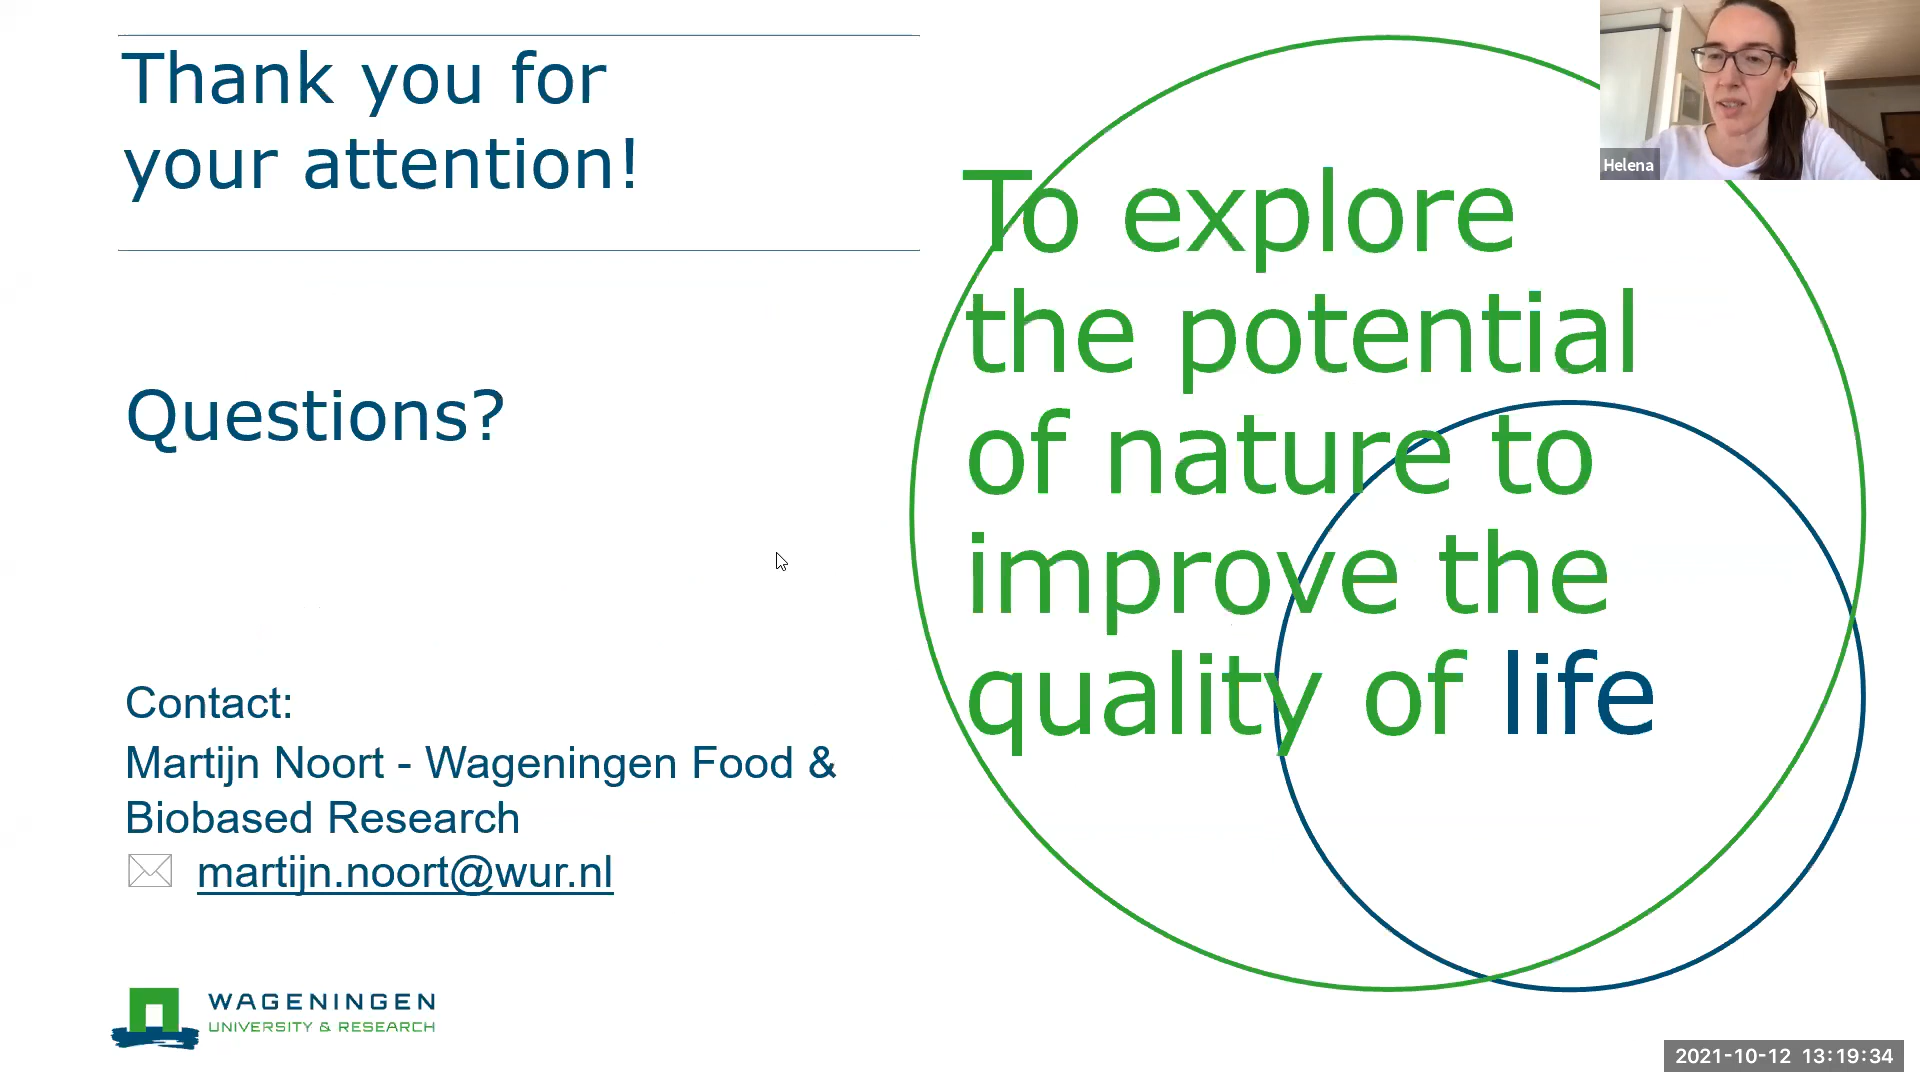 Thank you for
your attention!
Questions?
Contact:
Martijn Noort - Wageningen Food &
Biobased Research
martijn.noort@wur.nl
WAGENINGEN
UNIVERSITY & RESEARCH
To explore
the potential
of nature to
improve the
quality of life
Helena
2021-10-12 13:19:34